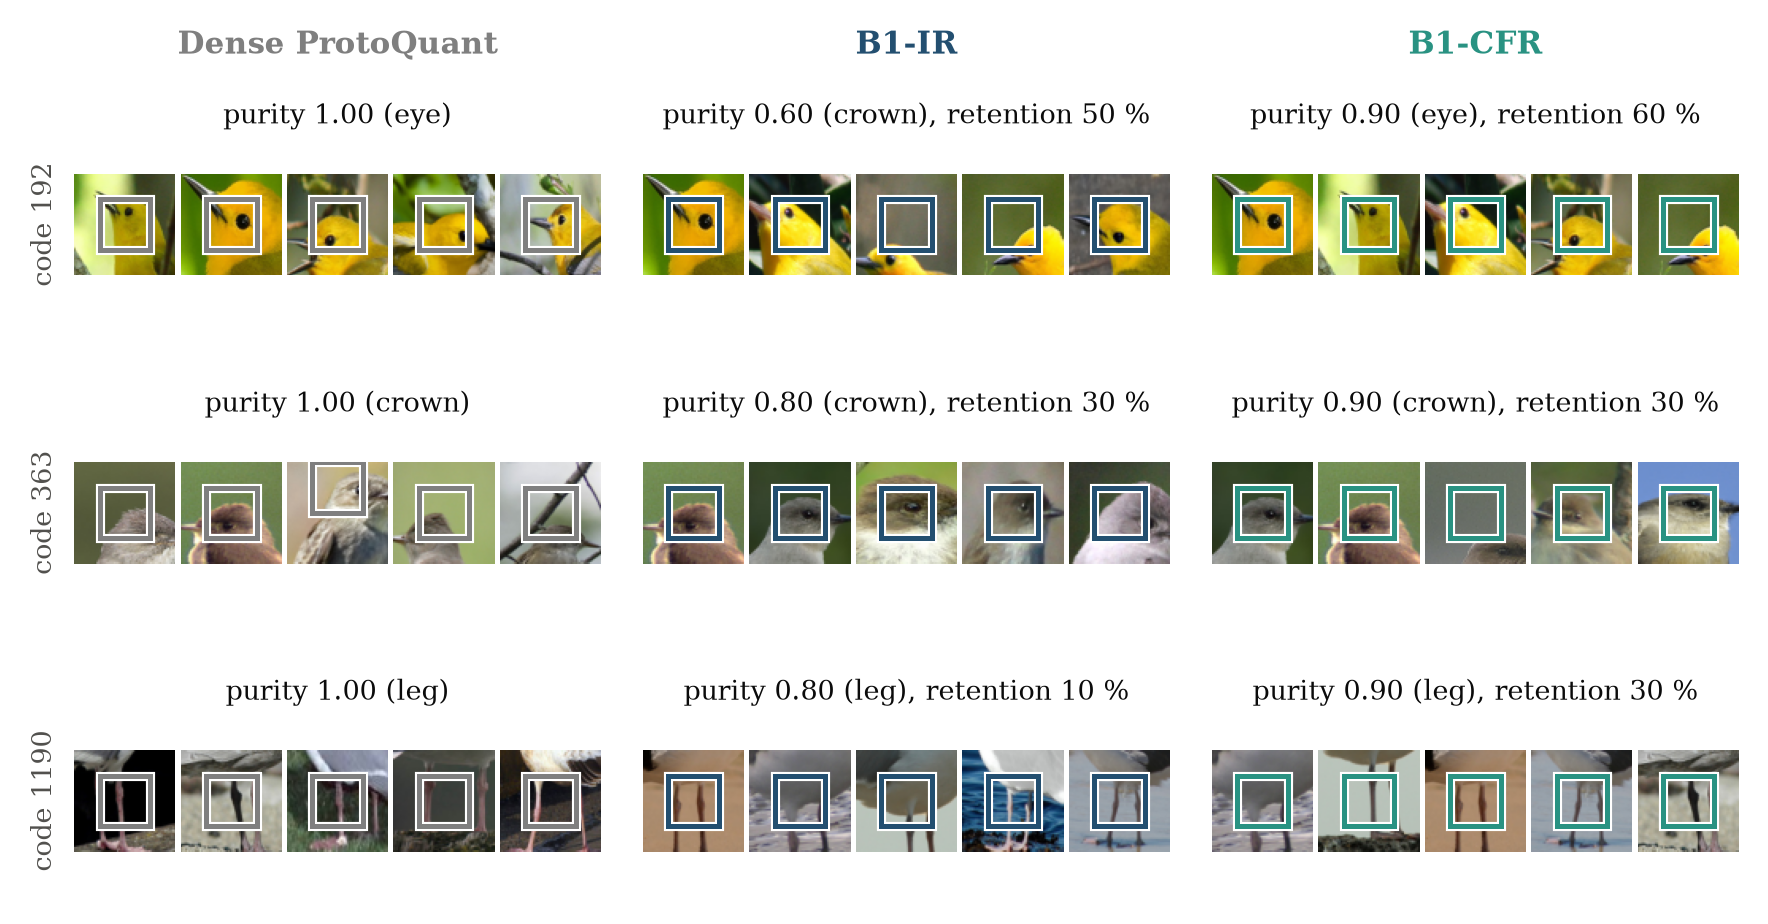 Dense ProtoQuant
B1-IR
B1-CFR
code 192
purity 1.00 (eye)
purity 0.60 (crown), retention 50 %
purity 0.90 (eye), retention 60 %
code 363
purity 1.00 (crown)
purity 0.80 (crown), retention 30 %
purity 0.90 (crown), retention 30 %
code 1190
purity 1.00 (leg)
purity 0.80 (leg), retention 10 %
purity 0.90 (leg), retention 30 %